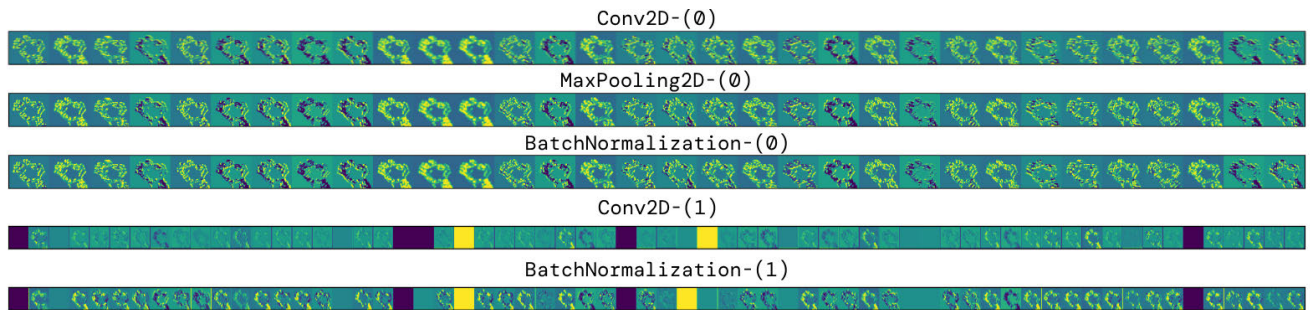 Conv2D-(0)
MaxPooling2D-(0)
BatchNormalization-(0)
Conv2D-(1)
BatchNormalization-(1)